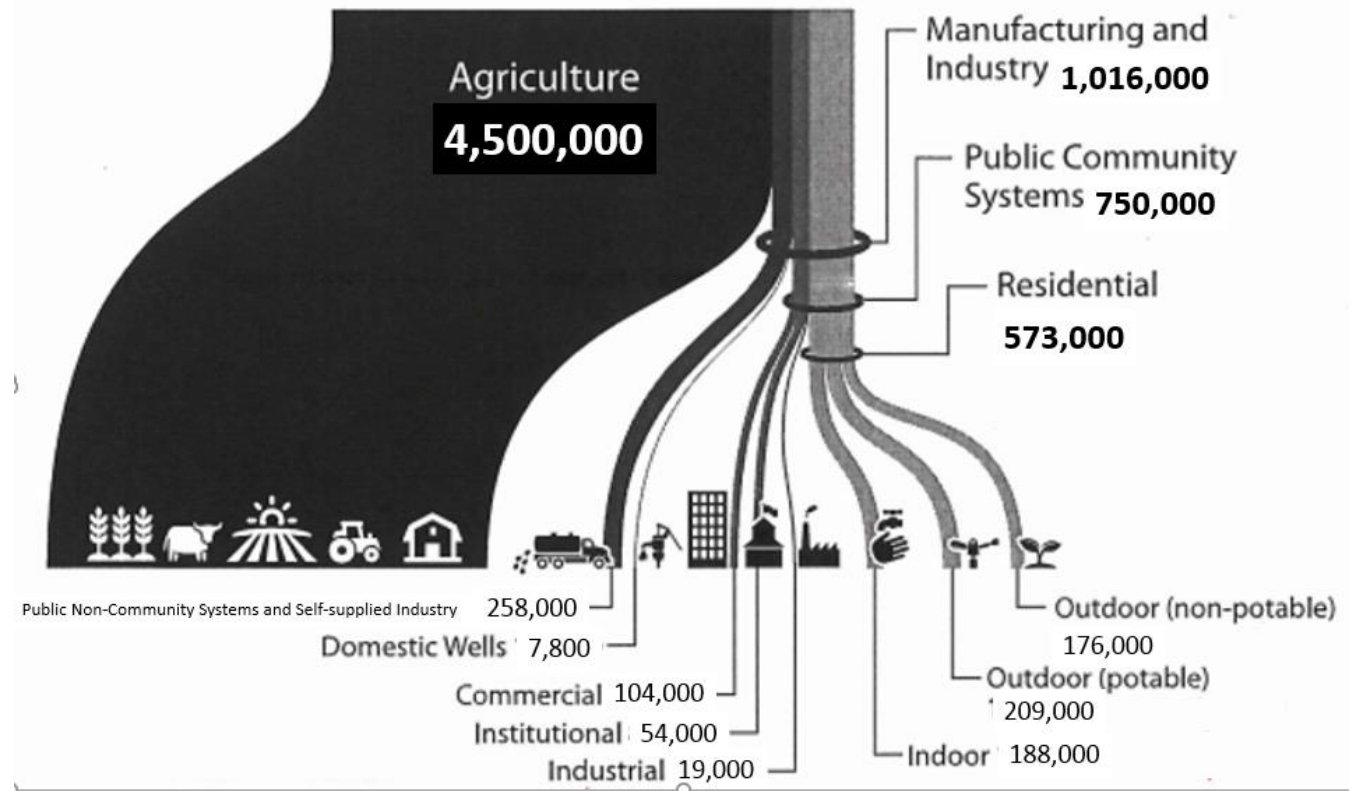 Agriculture
4,500,000
Manufacturing and
Industry 1,016,000
Public Community
Systems 750,000
Residential
573,000
Public Non-Community Systems and Self-supplied Industry 258,000
Domestic Wells 7,800
Commercial 104,000
Institutional 54,000
Industrial 19,000
Outdoor (non-potable)
176,000
Outdoor (potable)
209,000
Indoor 188,000